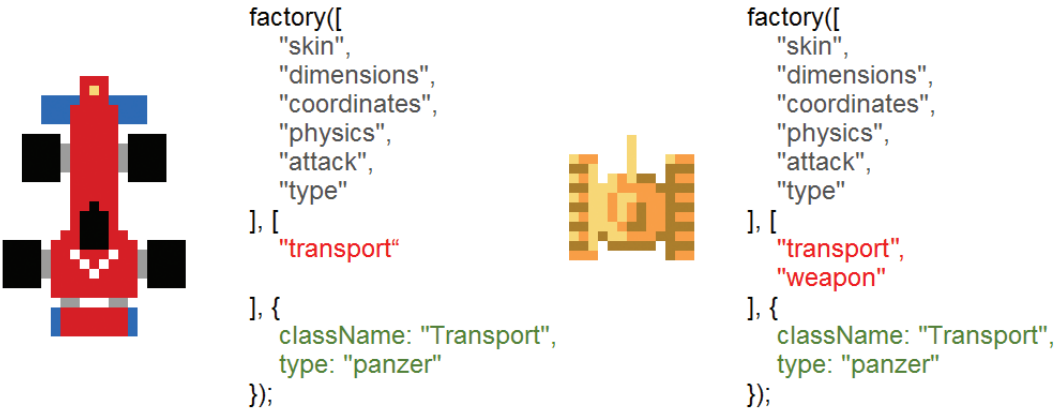 factory([
"skin",
"dimensions",
"coordinates",
"physics",
"attack",
"type"
], [
"transport“
], {
className: "Transport",
type: "panzer"
});
factory([
"skin",
"dimensions",
"coordinates",
"physics",
"attack",
"type"
], [
"transport",
"weapon"
], {
className: "Transport",
type: "panzer"
});